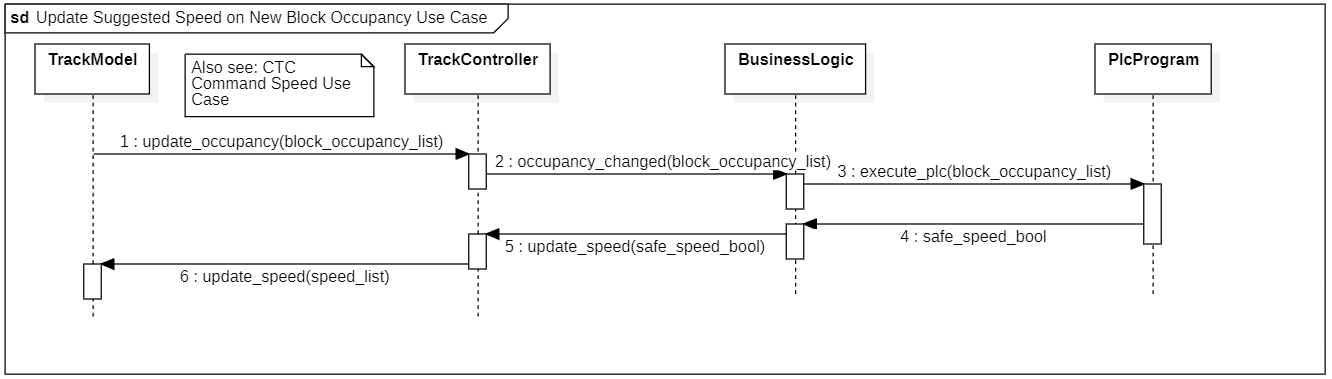 sd Update Suggested Speed on New Block Occupancy Use Case
TrackModel
Also see: CTC
Command Speed Use
Case
TrackController
BusinessLogic
PlcProgram
1 : update_occupancy(block_occupancy_list)
2 : occupancy_changed(block_occupancy_list)
3 : execute_plc(block_occupancy_list)
4 : safe_speed_bool
5 : update_speed(safe_speed_bool)
6 : update_speed(speed_list)